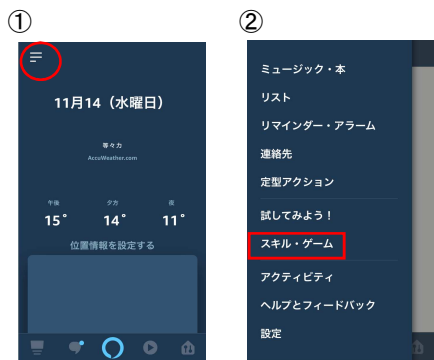 ①
11月14（水曜日）
等々力
AccuWeather.com
午後 夕方 夜
15° 14° 11°
位置情報を設定する
②
ミュージック・本
リスト
リマインダー・アラーム
連絡先
定型アクション
試してみよう！
スキル・ゲーム
アクティビティ
ヘルプとフィードバック
設定